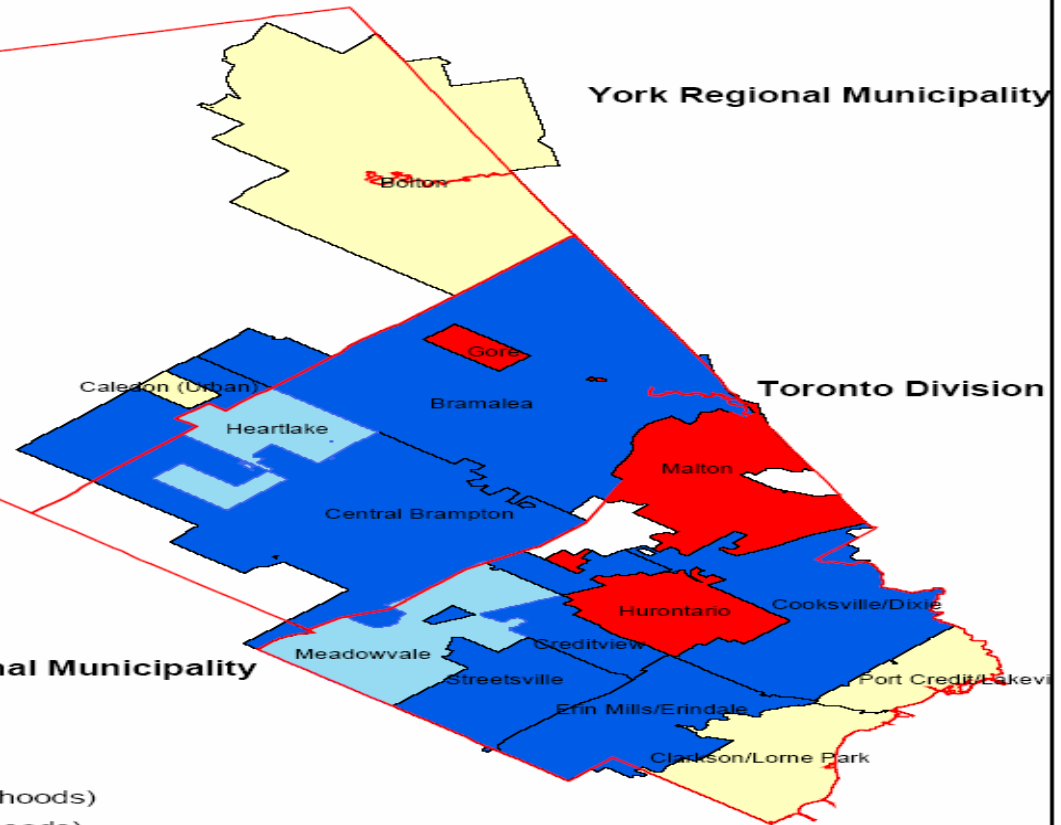 York Regional Municipality
Bolton
Gore
Caledon (Urban)
Toronto Division
Bramalea
Heartlake
Malton
Central Brampton
Cooksville/Dixie
Hurontario
Creditview
Meadowvale
nal Municipality
Streetsville
Port Credit/Lakevi
Erin Mills/Erindale
Clarkson/Lorne Park
hoods)